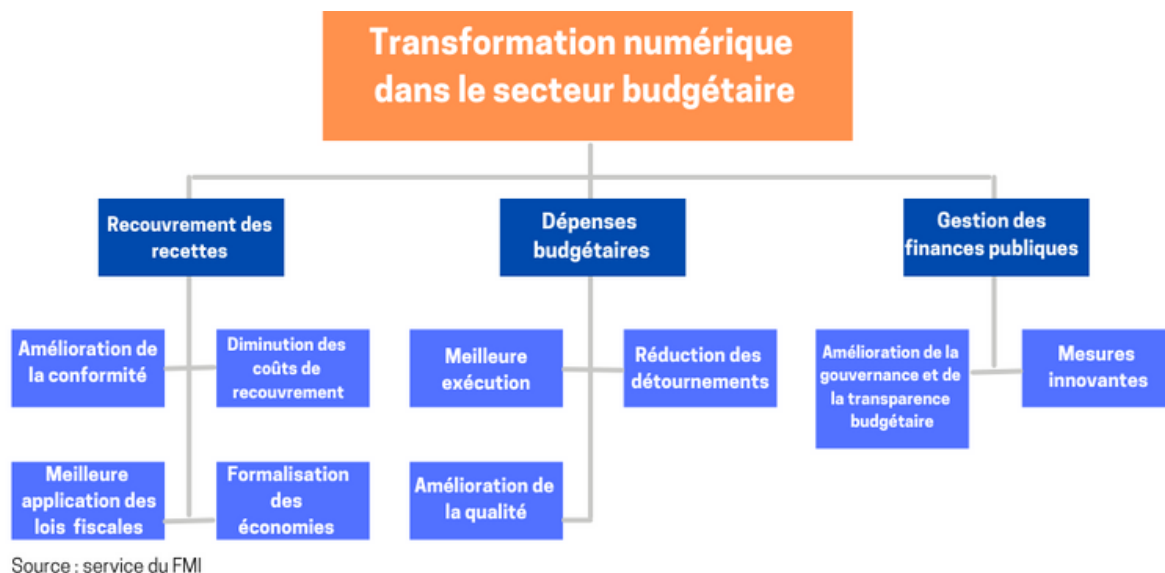 Transformation numérique
dans le secteur budgétaire
Recouvrement des
recettes
Dépenses
budgétaires
Gestion des
finances publiques
Amélioration de
la conformité
Diminution des
coûts de
recouvrement
Meilleure
exécution
Réduction des
détournements
Amélioration de la
gouvernance et de
la transparence
budgétaire
Mesures
innovantes
Meilleure
application des
lois fiscales
Formalisation
des
économies
Amélioration de
la qualité
Source : service du FMI